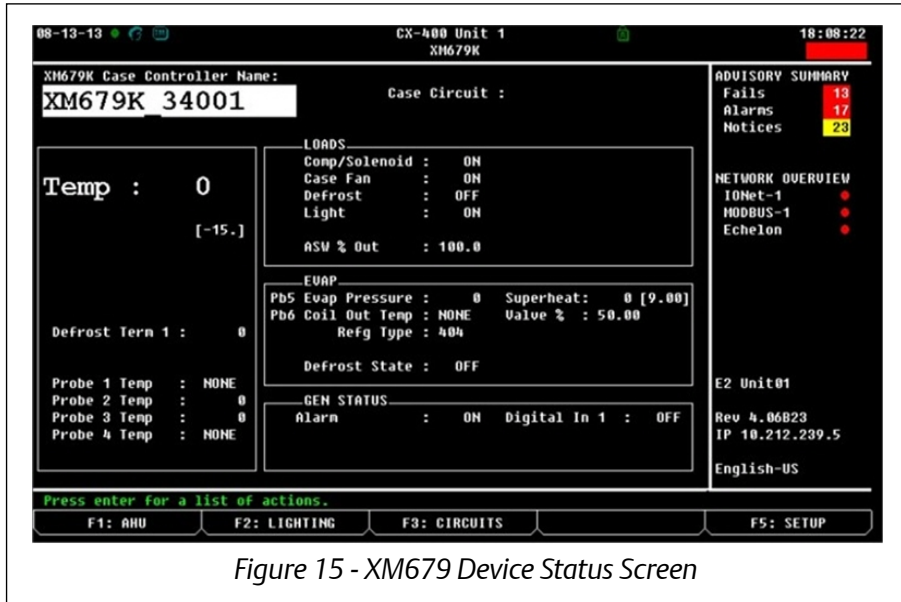 08-13-13 CX-400 Unit 1 18:08:22
XM679K
XM679K Case Controller Name:
XM679K_34001
Case Circuit :
ADVISORY SUMMARY
Fails 13
Alarms 17
Notices 23
LOADS
Comp/Solenoid : ON
Case Fan : ON
Defrost : OFF
Light : ON
ASW % Out : 100.0
Temp : 0
[-15.]
NETWORK OVERVIEW
IONet-1
MODBUS-1
Echelon
EVAP
Pb5 Evap Pressure : 0 Superheat: 0 [9.00]
Pb6 Coil Out Temp : NONE Valve % : 50.00
Refg Type : 404
Defrost State : OFF
Defrost Term 1 : 0
Probe 1 Temp : NONE
Probe 2 Temp : 0
Probe 3 Temp : 0
Probe 4 Temp : NONE
GEN STATUS
Alarm : ON Digital In 1 : OFF
E2 Unit01
Rev 4.06B23
IP 10.212.239.5
English-US
Press enter for a list of actions.
F1: AHU F2: LIGHTING F3: CIRCUITS F5: SETUP
Figure 15 - XM679 Device Status Screen